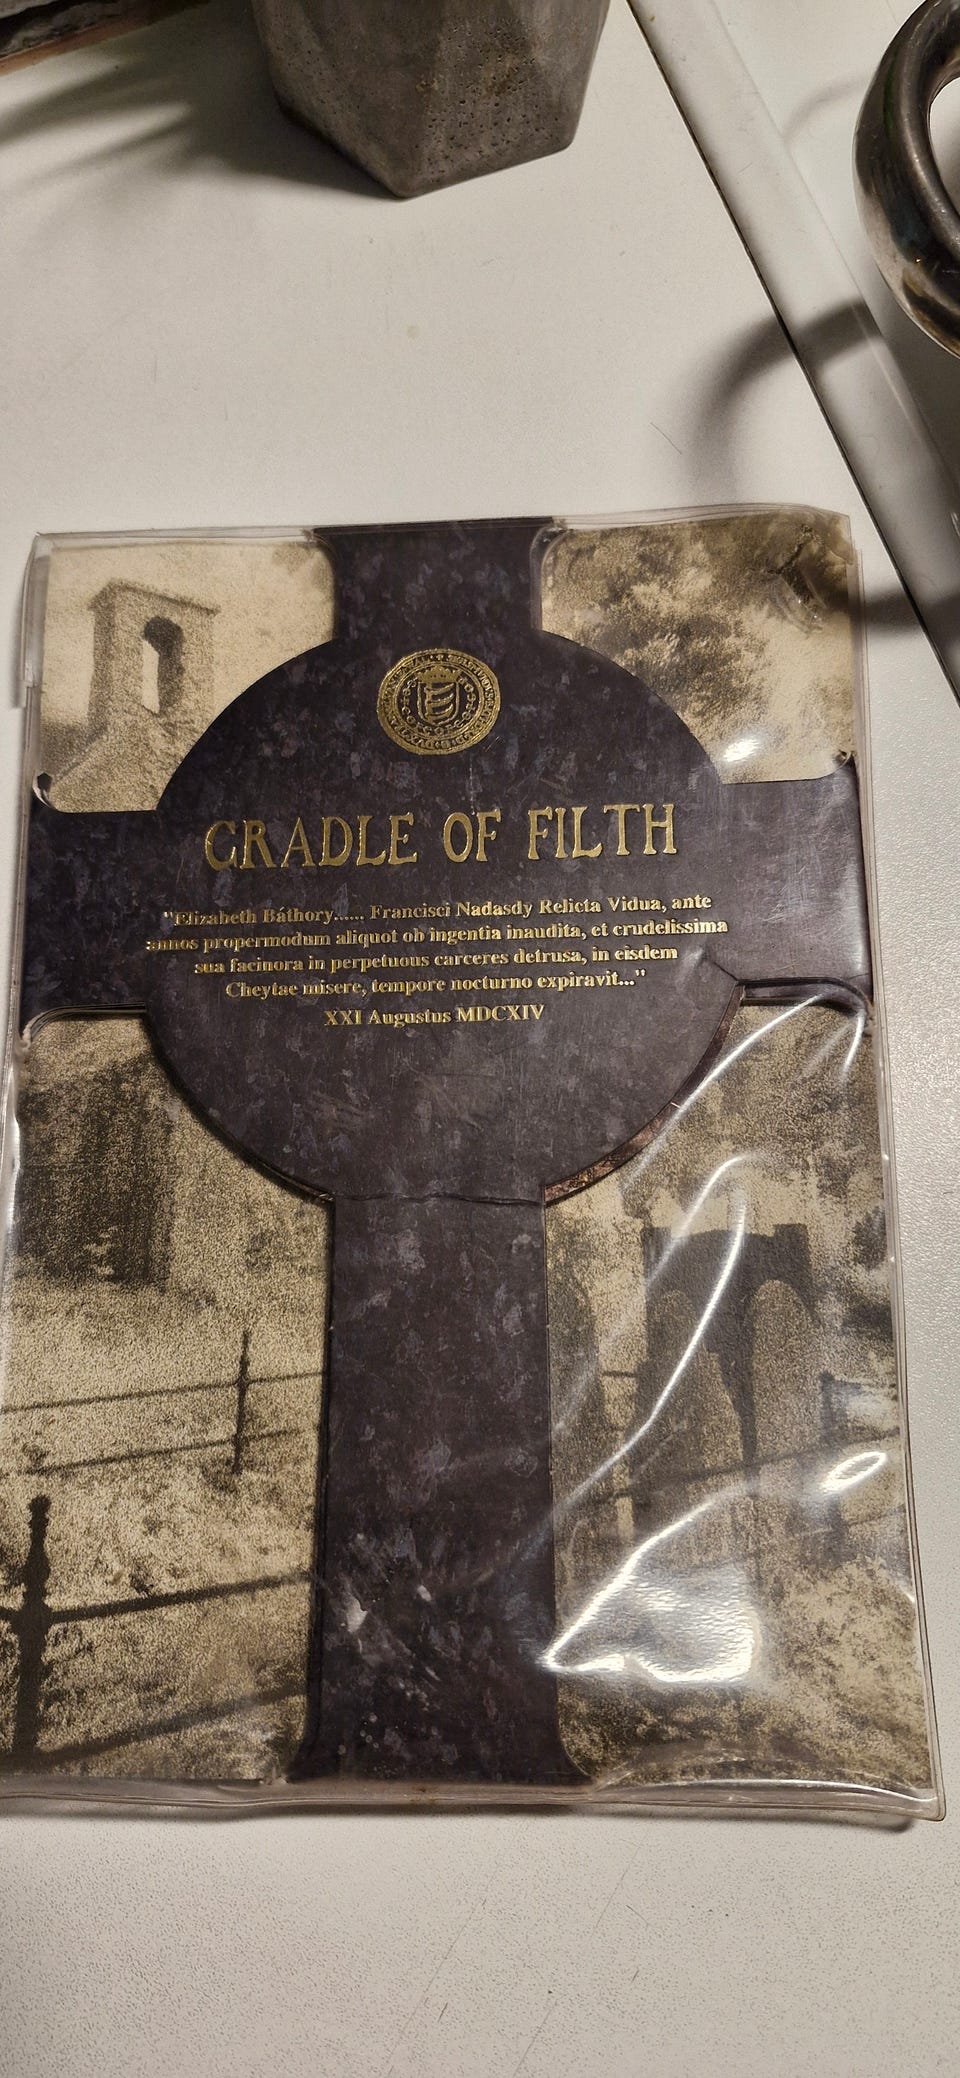 CRADLE OF FILTH
"Elizabeth Báthory...... Francisci Nadasdy Relicta Vidua, ante
annos propermodum aliquot ob ingentia inaudita, et crudelissima
sua facinora in perpetuos carceres detrusa, in eisdem
Cheytae misere, tempore nocturno expiravit..."
XXI Augustus MDCXIV